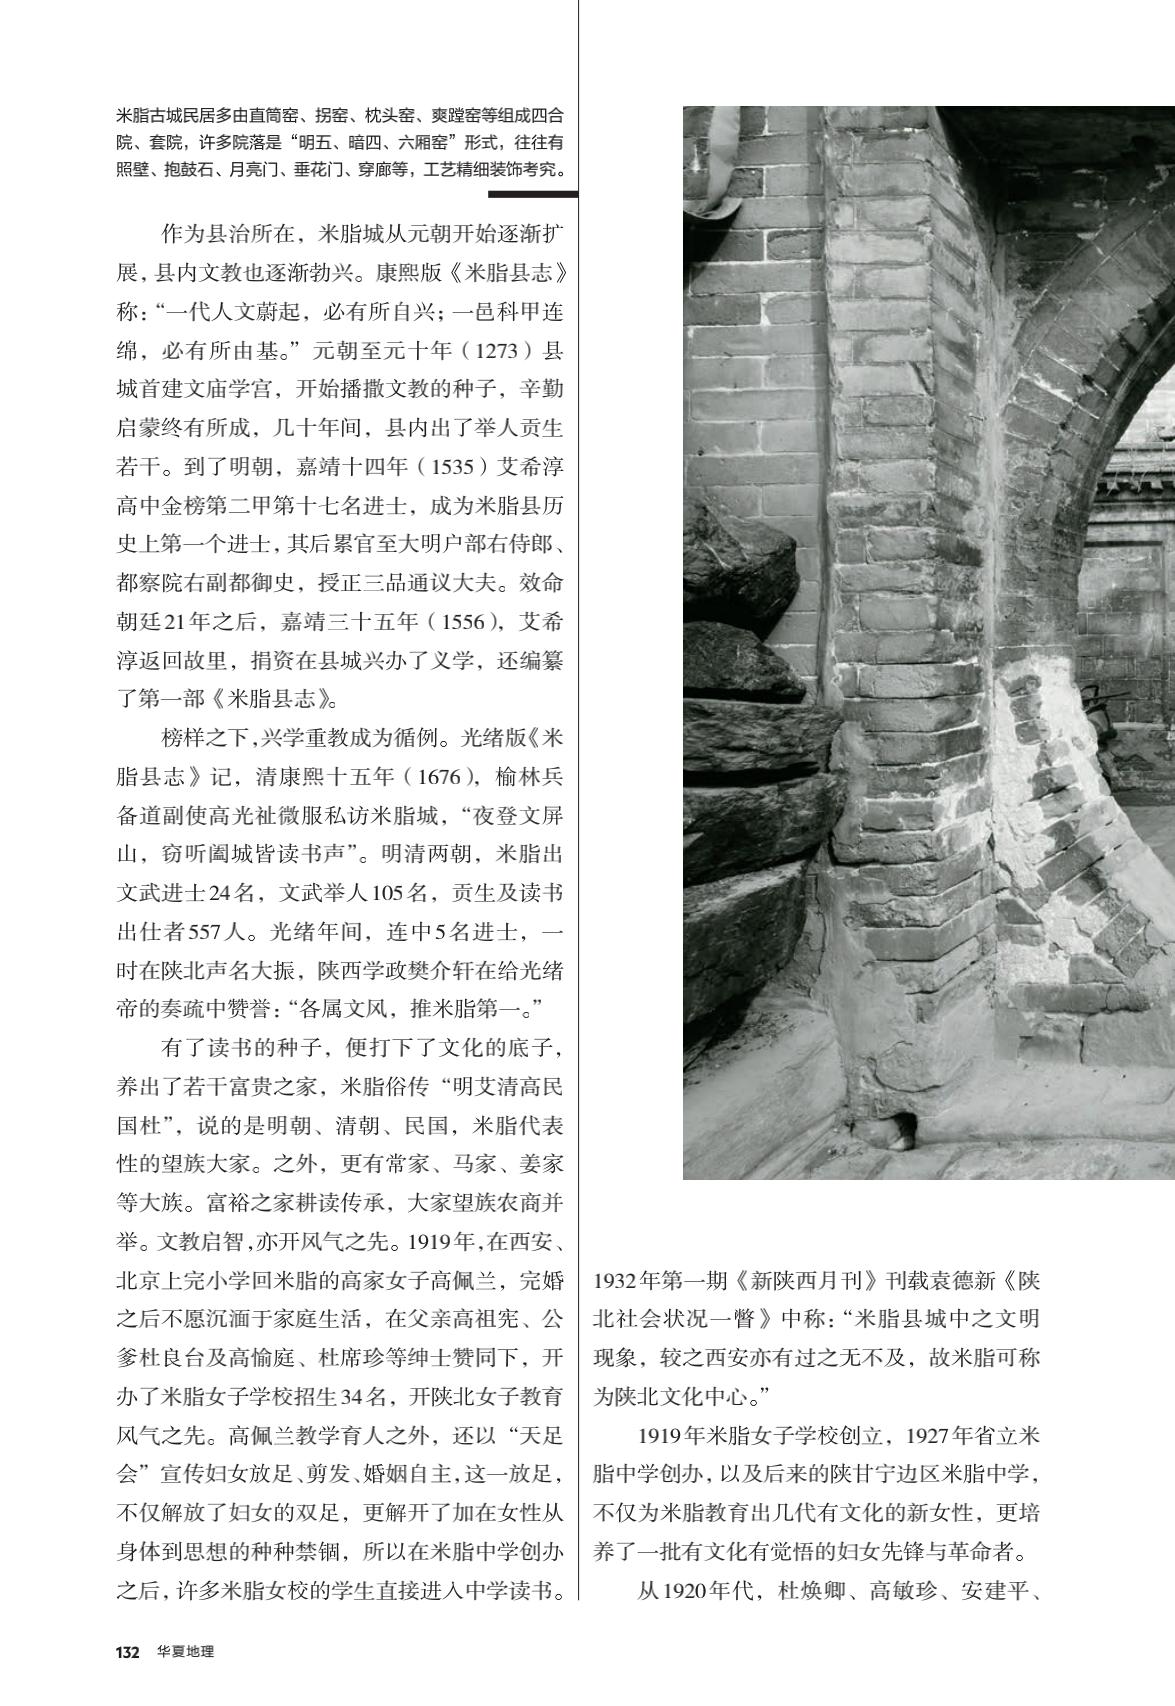 米脂古城民居多由直筒窑、拐窑、枕头窑、爽蹚窑等组成四合
院、套院，许多院落是“明五、暗四、六厢窑”形式，往往有
照壁、抱鼓石、月亮门、垂花门、穿廊等，工艺精细装饰考究。
作为县治所在，米脂城从元朝开始逐渐扩
展，县内文教也逐渐勃兴。康熙版《米脂县志》
称：“一代人文蔚起，必有所自兴；一邑科甲连
绵，必有所由基。”元朝至元十年（1273）县
城首建文庙学宫，开始播撒文教的种子，辛勤
启蒙终有所成，几十年间，县内出了举人贡生
若干。到了明朝，嘉靖十四年（1535）艾希淳
高中金榜第二甲第十七名进士，成为米脂县历
史上第一个进士，其后累官至大明户部右侍郎、
都察院右副都御史，授正三品通议大夫。效命
朝廷21年之后，嘉靖三十五年（1556），艾希
淳返回故里，捐资在县城兴办了义学，还编纂
了第一部《米脂县志》。
榜样之下，兴学重教成为循例。光绪版《米
脂县志》记，清康熙十五年（1676），榆林兵
备道副使高光祉微服私访米脂城，“夜登文屏
山，窃听阖城皆读书声”。明清两朝，米脂出
文武进士24名，文武举人105名，贡生及读书
出仕者557人。光绪年间，连中5名进士，一
时在陕北声名大振，陕西学政樊介轩在给光绪
帝的奏疏中赞誉：“各属文风，推米脂第一。”
有了读书的种子，便打下了文化的底子，
养出了若干富贵之家，米脂俗传“明艾清高民
国杜”，说的是明朝、清朝、民国，米脂代表
性的望族大家。之外，更有常家、马家、姜家
等大族。富裕之家耕读传承，大家望族农商并
举。文教启智，亦开风气之先。1919年，在西安、
北京上完小学回米脂的高家女子高佩兰，完婚
之后不愿沉湎于家庭生活，在父亲高祖宪、公
爹杜良台及高愉庭、杜席珍等绅士赞同下，开
办了米脂女子学校招生34名，开陕北女子教育
风气之先。高佩兰教学育人之外，还以“天足
会”宣传妇女放足、剪发、婚姻自主，这一放足，
不仅解放了妇女的双足，更解开了加在女性从
身体到思想的种种禁锢，所以在米脂中学创办
之后，许多米脂女校的学生直接进入中学读书。
1932年第一期《新陕西月刊》刊载袁德新《陕
北社会状况一瞥》中称：“米脂县城中之文明
现象，较之西安亦有过之无不及，故米脂可称
为陕北文化中心。”
1919年米脂女子学校创立，1927年省立米
脂中学创办，以及后来的陕甘宁边区米脂中学，
不仅为米脂教育出几代有文化的新女性，更培
养了一批有文化有觉悟的妇女先锋与革命者。
从1920年代，杜焕卿、高敏珍、安建平、
132 华夏地理